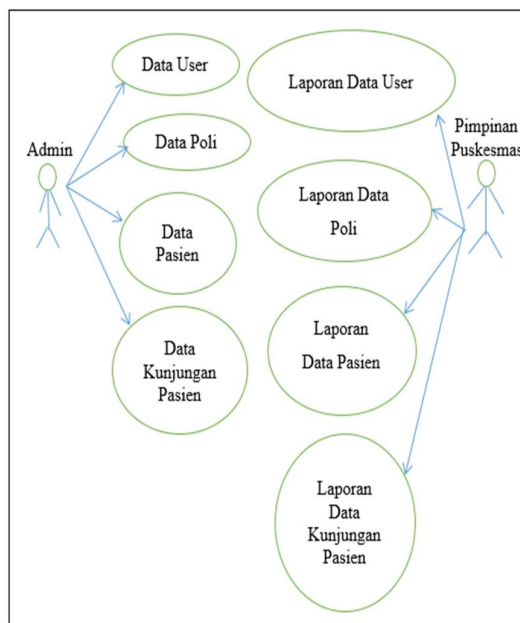 Data User
Laporan Data User
Admin
Data Poli
Pimpinan
Puskesmas
Laporan Data
Poli
Data
Pasien
Laporan
Data Pasien
Data
Kunjungan
Pasien
Laporan
Data
Kunjungan
Pasien